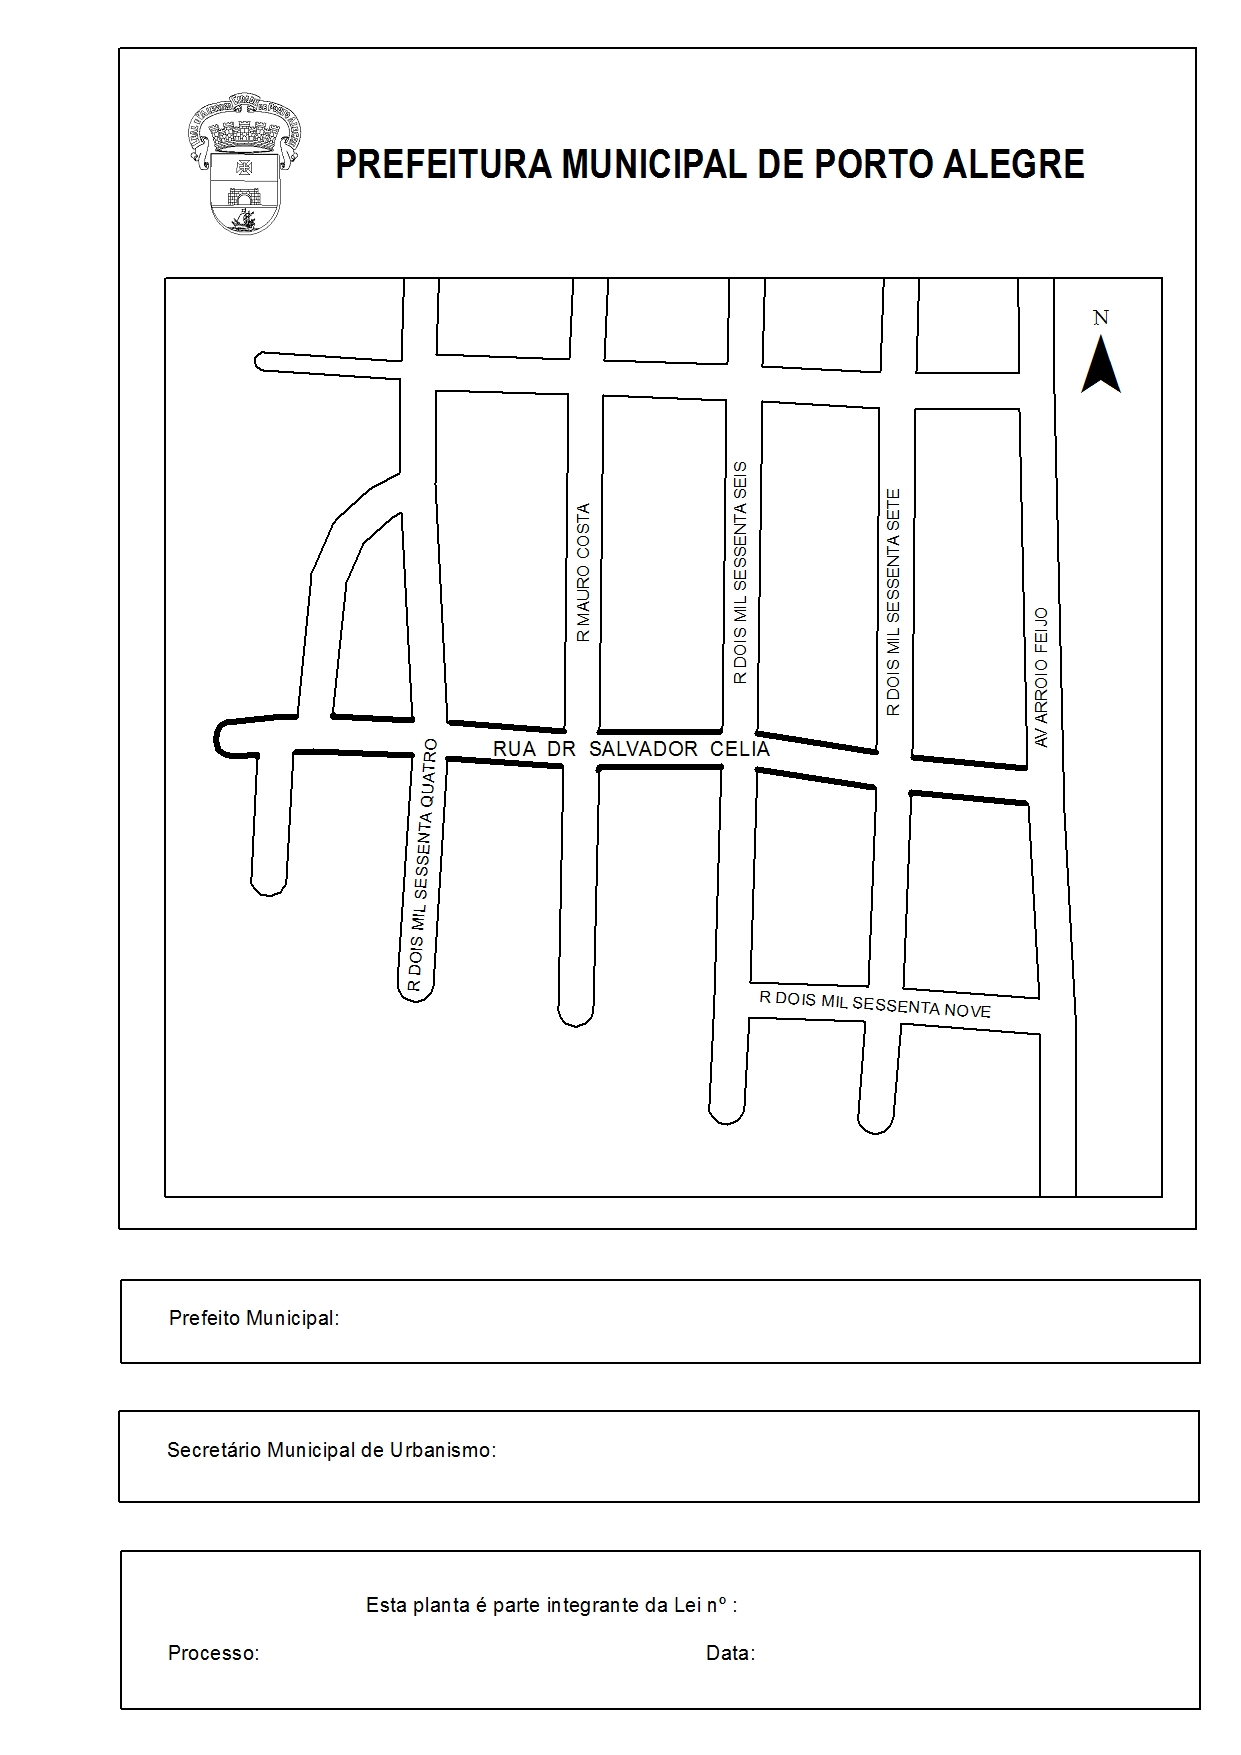 PREFEITURA MUNICIPAL DE PORTO ALEGRE
N
R MAURO COSTA
R DOIS MIL SESSENTA SEIS
R DOIS MIL SESSENTA SETE
AV ARROIO FEIJO
RUA DR SALVADOR CELIA
R DOIS MIL SESSENTA QUATRO
R DOIS MIL SESSENTA NOVE
Prefeito Municipal:
Secretário Municipal de Urbanismo:
Esta planta é parte integrante da Lei nº :
Processo: Data: